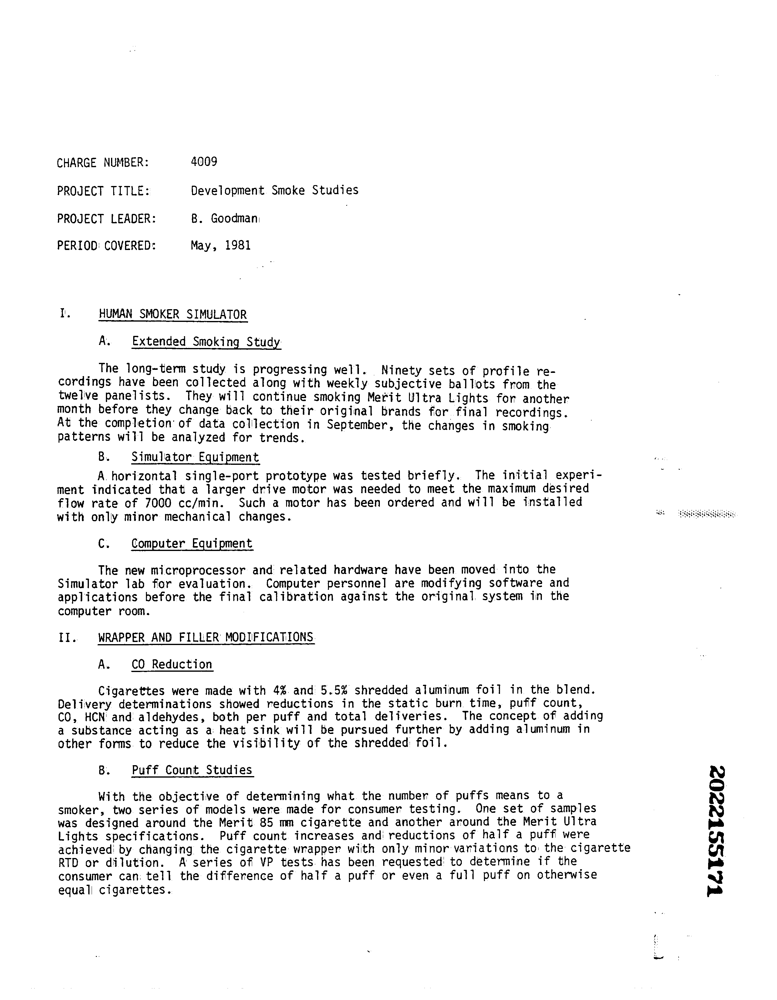 CHARGE NUMBER: 4009
PROJECT TITLE: Development Smoke Studies
PROJECT LEADER: B. Goodman
PERIOD COVERED: May, 1981
I. HUMAN SMOKER SIMULATOR
A. Extended Smoking Study
The long-term study is progressing well. Ninety sets of profile re-
cordings have been collected along with weekly subjective ballots from the
twelve panelists. They will continue smoking Merit Ultra Lights for another
month before they change back to their original brands for final recordings.
At the completion of data collection in September, the changes in smoking
patterns will be analyzed for trends.
B. Simulator Equipment
A horizontal single-port prototype was tested briefly. The initial experi-
ment indicated that a larger drive motor was needed to meet the maximum desired
flow rate of 7000 cc/min. Such a motor has been ordered and will be installed
with only minor mechanical changes.
C. Computer Equipment
The new microprocessor and related hardware have been moved into the
Simulator lab for evaluation. Computer personnel are modifying software and
applications before the final calibration against the original system in the
computer room.
II. WRAPPER AND FILLER MODIFICATIONS
A. CO Reduction
Cigarettes were made with 4% and 5.5% shredded aluminum foil in the blend.
Delivery determinations showed reductions in the static burn time, puff count,
CO, HCN and aldehydes, both per puff and total deliveries. The concept of adding
a substance acting as a heat sink will be pursued further by adding aluminum in
other forms to reduce the visibility of the shredded foil.
B. Puff Count Studies
With the objective of determining what the number of puffs means to a
smoker, two series of models were made for consumer testing. One set of samples
was designed around the Merit 85 mm cigarette and another around the Merit Ultra
Lights specifications. Puff count increases and reductions of half a puff were
achieved by changing the cigarette wrapper with only minor variations to the cigarette
RTD or dilution. A series of VP tests has been requested to determine if the
consumer can tell the difference of half a puff or even a full puff on otherwise
equal cigarettes.
2022155171